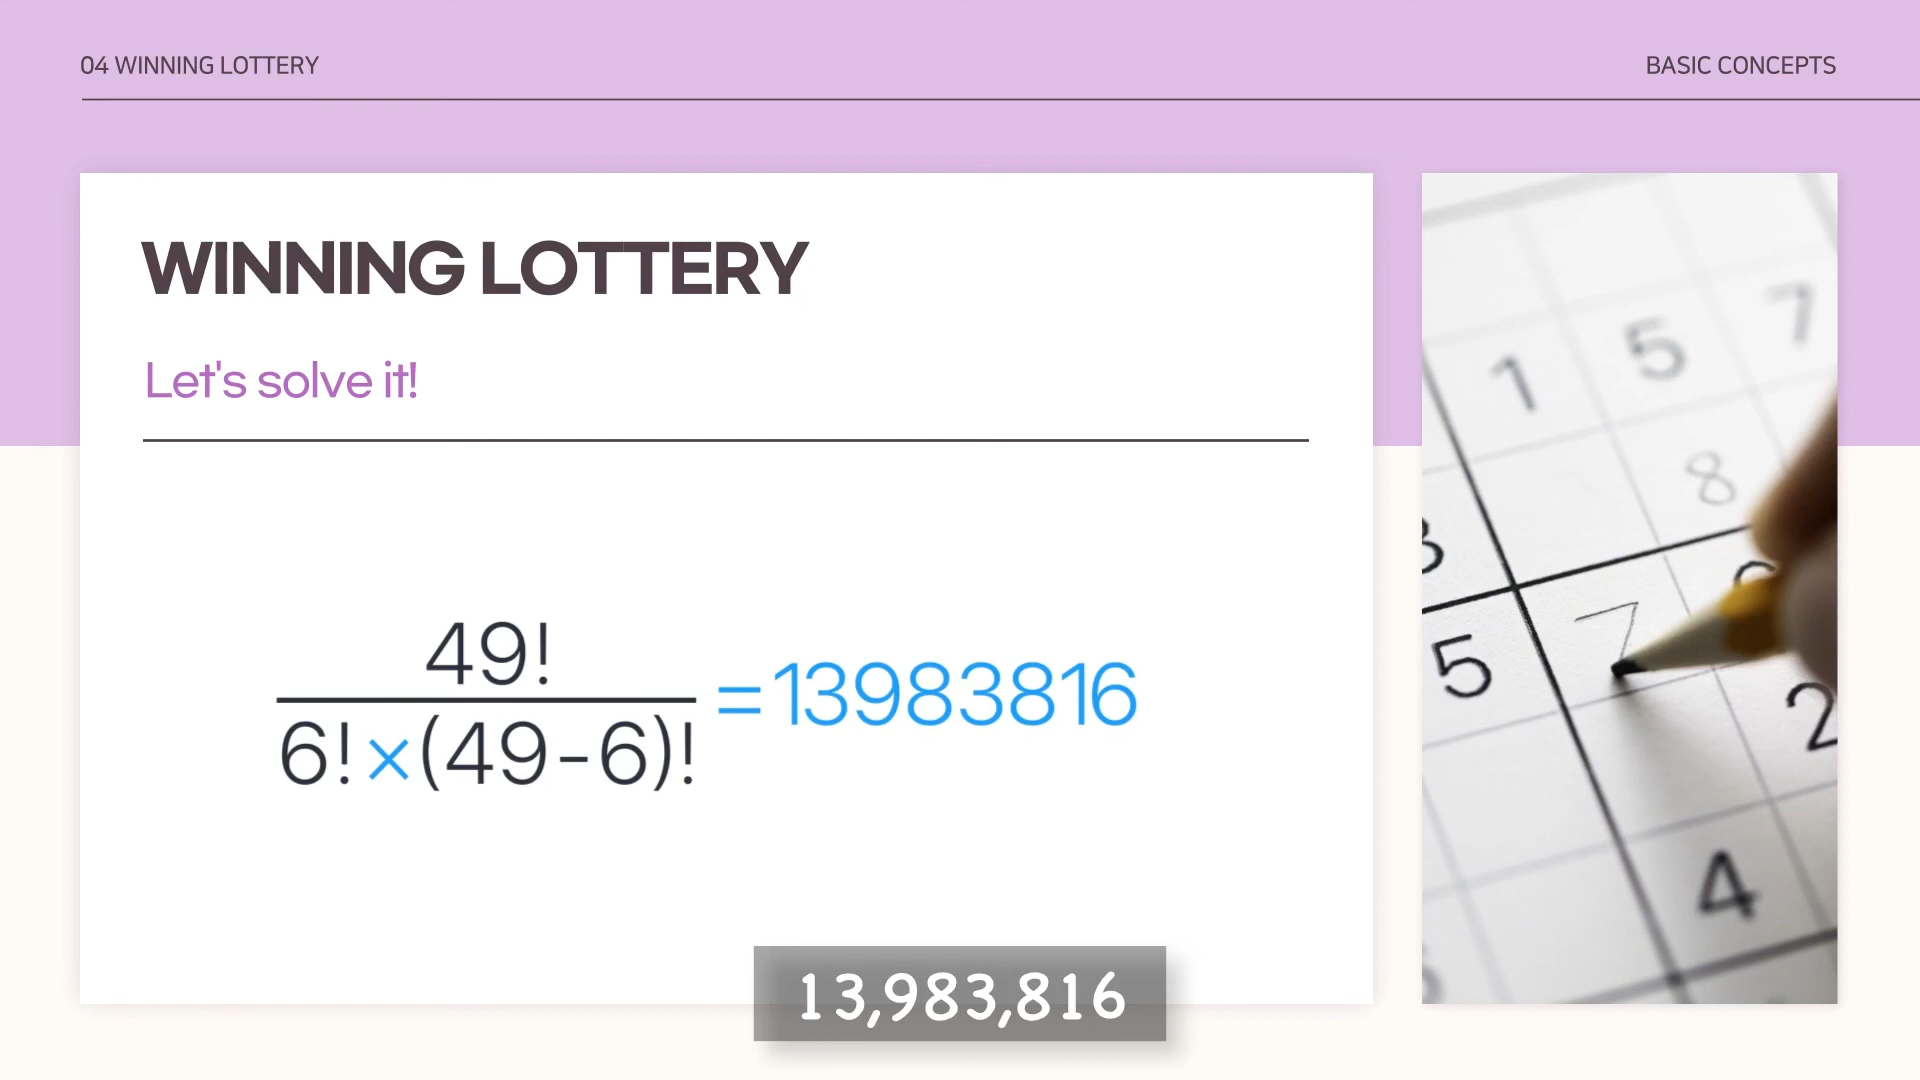 04 WINNING LOTTERY
BASIC CONCEPTS
WINNING LOTTERY
Let's solve it!
49!
6!×(49-6)!
=13983816
1 5 7
8
5 7
2
4
13,983,816